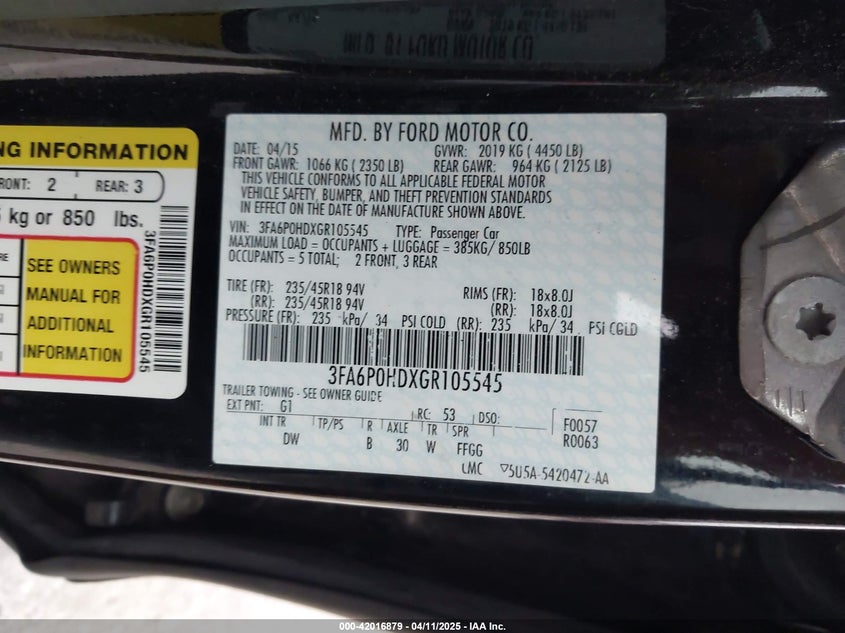 MFD. BY FORD MOTOR CO.
NG INFORMATION
RONT: 2 REAR: 3
kg or 850 lbs.
SEE OWNERS
MANUAL FOR
ADDITIONAL
INFORMATION
3FA6P0HDXGR105545
MFD. BY FORD MOTOR CO.
DATE: 04/15 GVWR: 2019 KG ( 4450 LB)
FRONT GAWR: 1066 KG ( 2350 LB) REAR GAWR: 964 KG ( 2125 LB)
THIS VEHICLE CONFORMS TO ALL APPLICABLE FEDERAL MOTOR
VEHICLE SAFETY, BUMPER, AND THEFT PREVENTION STANDARDS
IN EFFECT ON THE DATE OF MANUFACTURE SHOWN ABOVE.
VIN: 3FA6P0HDXGR105545 TYPE: Passenger Car
MAXIMUM LOAD = OCCUPANTS + LUGGAGE = 385KG/ 850LB
OCCUPANTS = 5 TOTAL; 2 FRONT, 3 REAR
TIRE (FR): 235/45R18 94V RIMS (FR): 18x8.0J
(RR): 235/45R18 94V (RR): 18x8.0J
PRESSURE (FR): 235 kPa/ 34 PSI COLD (RR): 235 kPa/ 34 PSI COLD
3FA6P0HDXGR105545
TRAILER TOWING - SEE OWNER GUIDE
EXT PNT: G1 RC: 53 DSO: F0057
INT TR TP/PS R AXLE TR SPR R0063
DW B 30 W FFGG
LMC 5U5A-5420472-AA
000-42016879 - 04/11/2025 - IAA Inc.